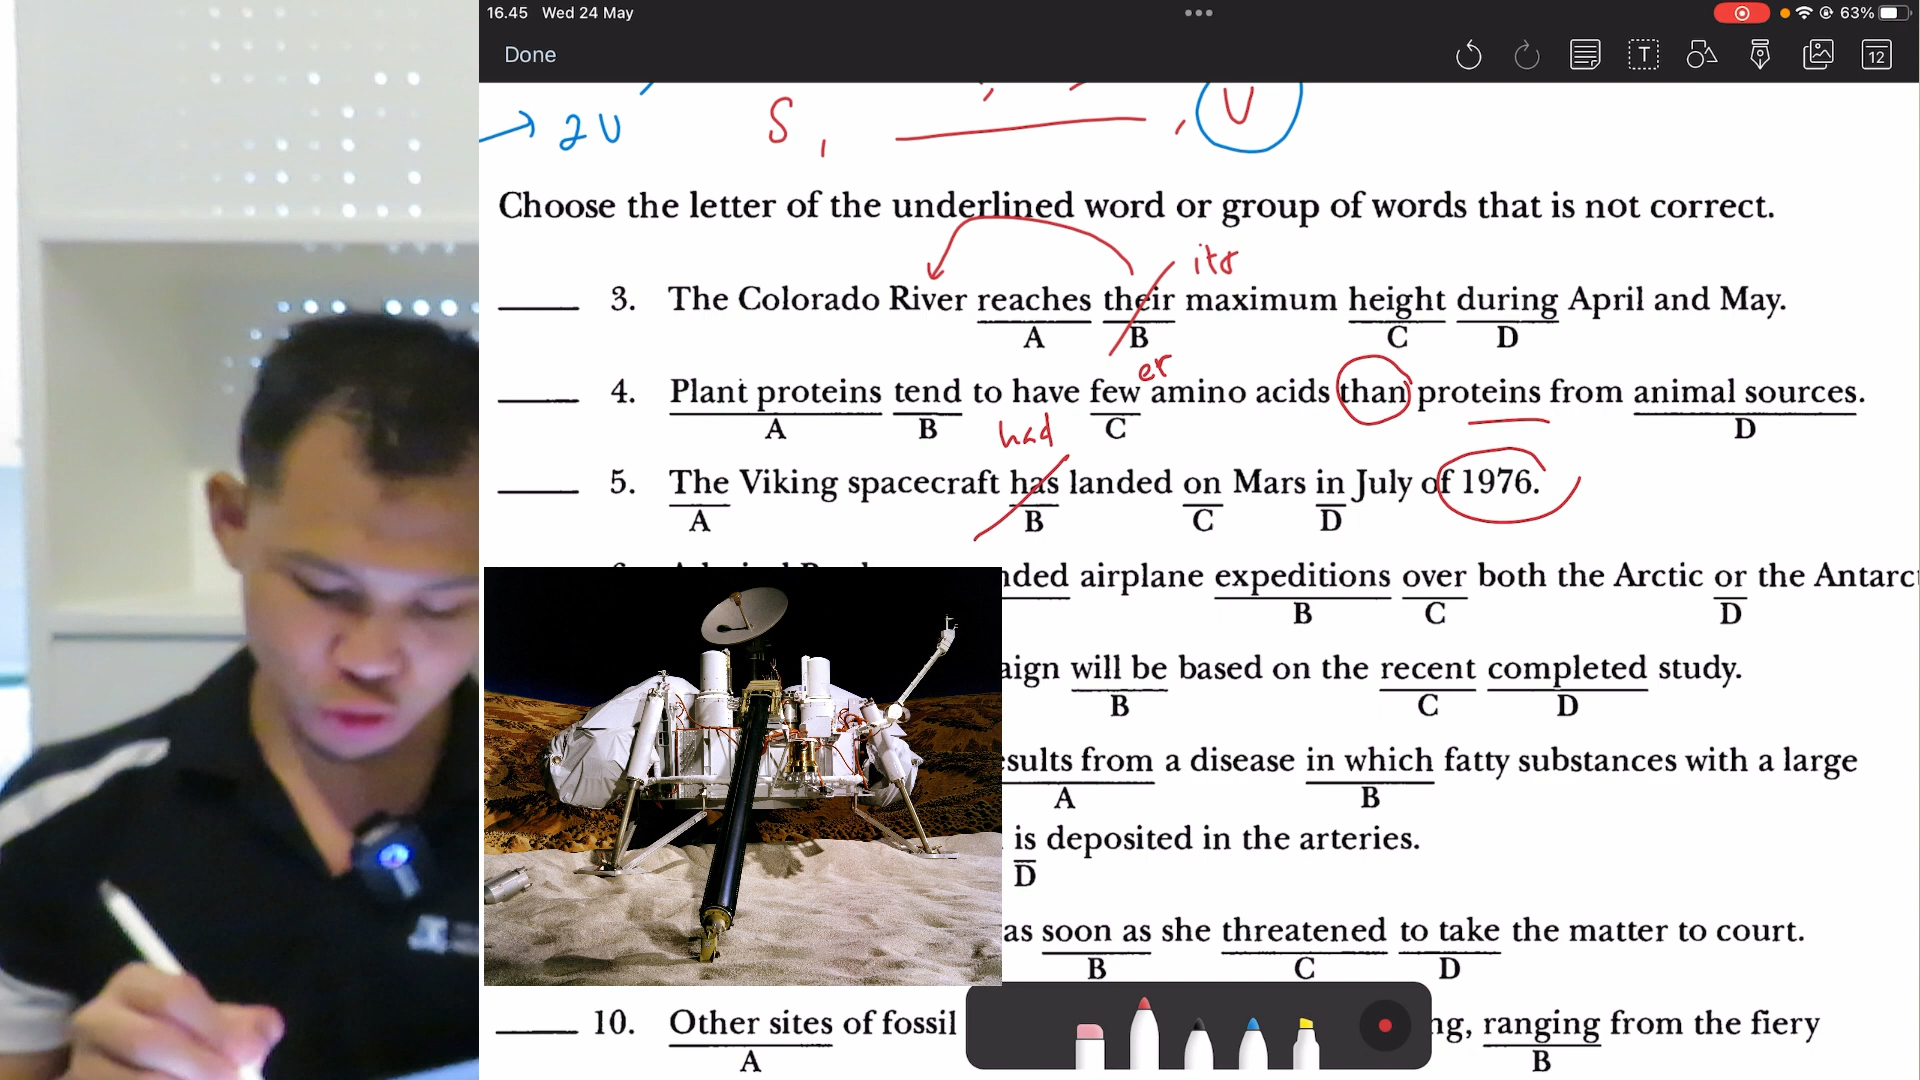 16.45 Wed 24 May
63%
Done
T
12
→ 2V
S, , V
Choose the letter of the underlined word or group of words that is not correct.
its
3. The Colorado River reaches their maximum height during April and May.
A B C D
er
4. Plant proteins tend to have few amino acids than proteins from animal sources.
A B C D
had
5. The Viking spacecraft has landed on Mars in July of 1976.
A B C D
nded airplane expeditions over both the Arctic or the Antarct
B C D
aign will be based on the recent completed study.
B C D
sults from a disease in which fatty substances with a large
A B
is deposited in the arteries.
D
as soon as she threatened to take the matter to court.
B C D
10. Other sites of fossil ng, ranging from the fiery
A B